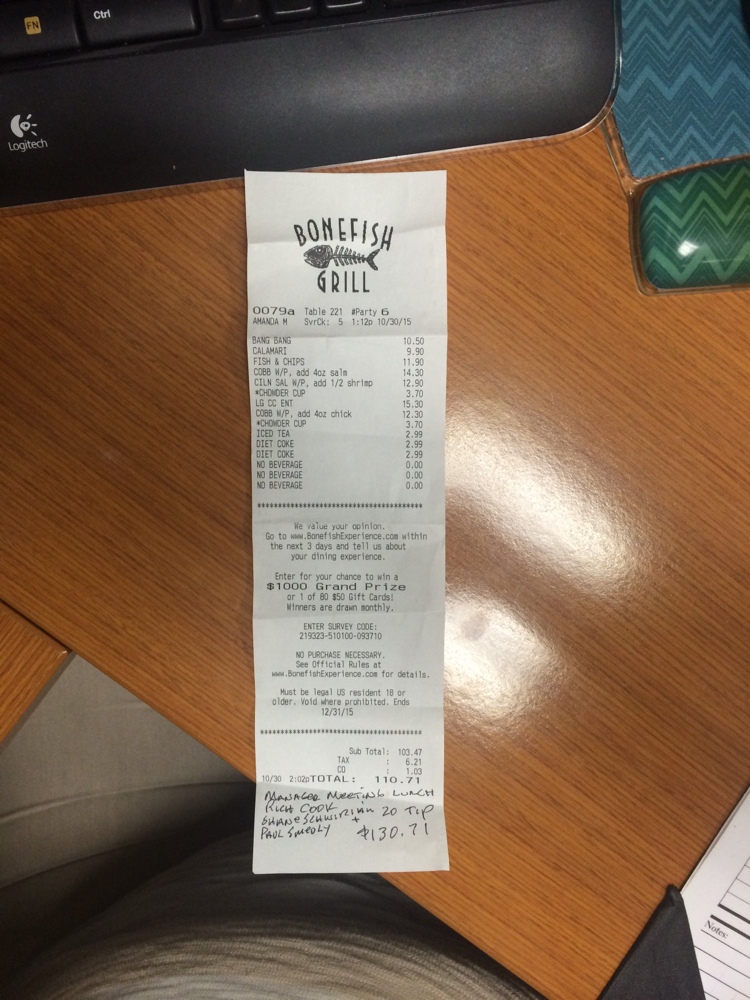 FN
Ctrl
Logitech
BONEFISH
GRILL
0079a Table 221 #Party 6
AMANDA M SvrCk: 5 1:12p 10/30/15
BANG BANG 10.50
CALAMARI 9.90
FISH & CHIPS 11.90
COBB W/P, add 4oz salm 14.30
CILN SAL W/P, add 1/2 shrimp 12.90
*CHOWDER CUP 3.70
LG CC ENT 15.30
COBB W/P, add 4oz chick 12.30
*CHOWDER CUP 3.70
ICED TEA 2.99
DIET COKE 2.99
DIET COKE 2.99
NO BEVERAGE 0.00
NO BEVERAGE 0.00
NO BEVERAGE 0.00
****************************************
We value your opinion.
Go to www.BonefishExperience.com within
the next 3 days and tell us about
your dining experience.
Enter for your chance to win a
$1000 Grand Prize
or 1 of 80 $50 Gift Cards!
Winners are drawn monthly.
ENTER SURVEY CODE:
219323-510100-093710
NO PURCHASE NECESSARY.
See Official Rules at
www.BonefishExperience.com for details.
Must be legal US resident 18 or
older. Void where prohibited. Ends
12/31/15
****************************************
Sub Total: 103.47
TAX : 6.21
CO : 1.03
10/30 2:02pTOTAL: 110.71
MANAGER MEETING LUNCH
RICH COOK
SHANE 20 TIP
+
PAUL $130.71
Notes: